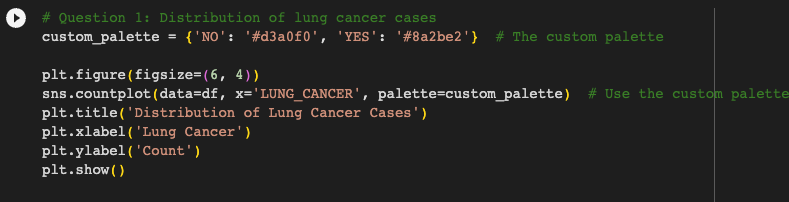 # Question 1: Distribution of lung cancer cases
custom_palette = {'NO': '#d3a0f0', 'YES': '#8a2be2'}  # The custom palette
plt.figure(figsize=(6, 4))
sns.countplot(data=df, x='LUNG_CANCER', palette=custom_palette)  # Use the custom palette
plt.title('Distribution of Lung Cancer Cases')
plt.xlabel('Lung Cancer')
plt.ylabel('Count')
plt.show()